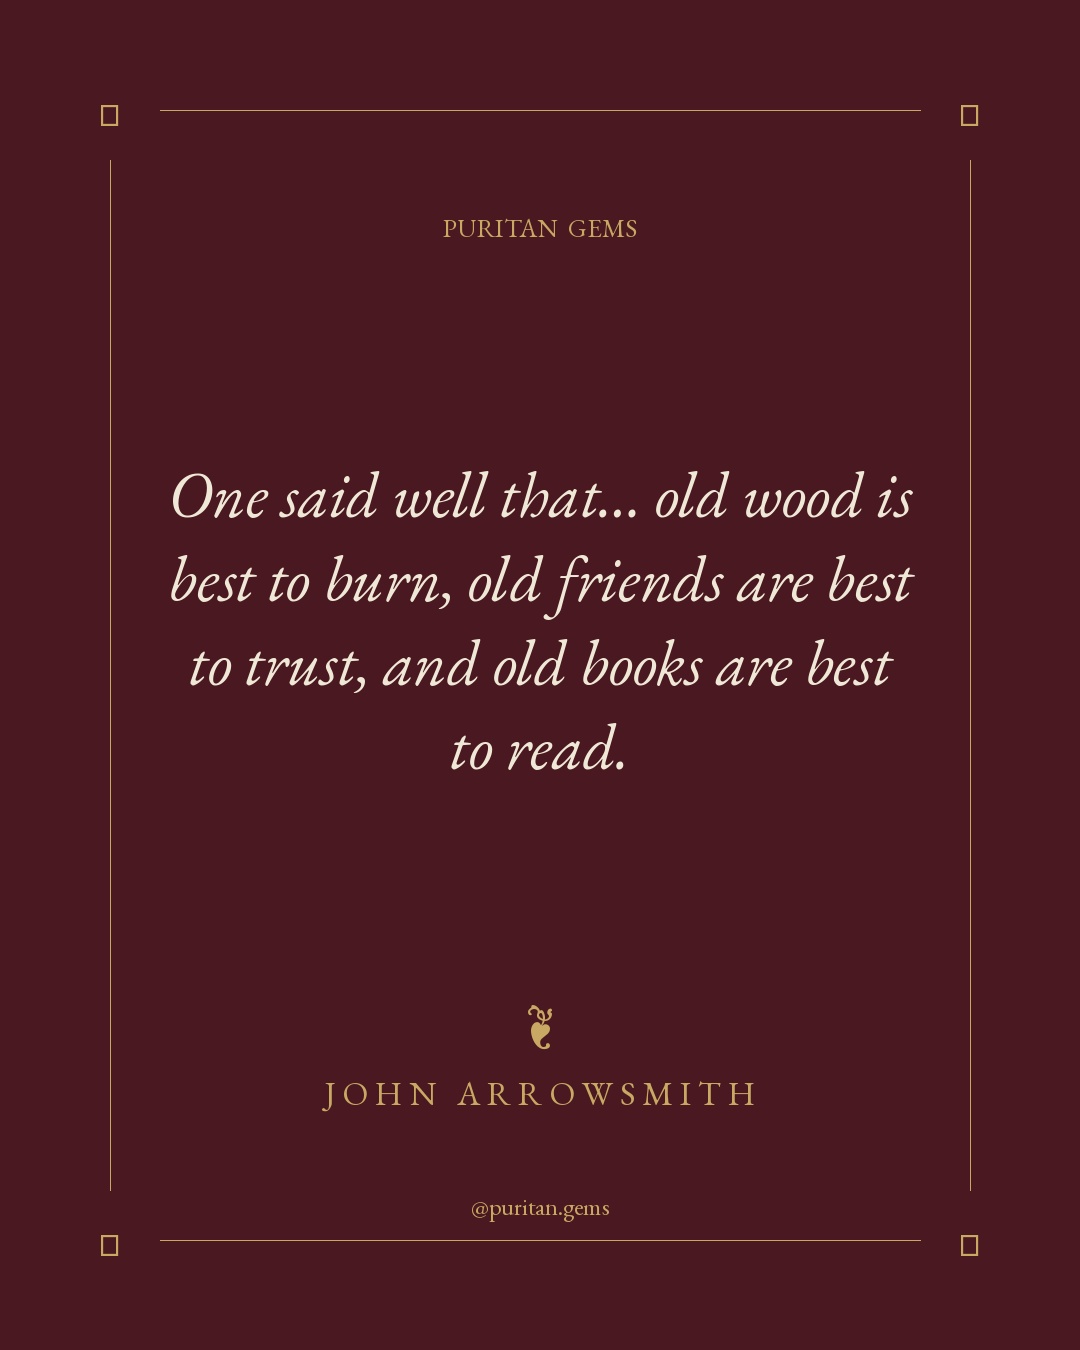 PURITAN GEMS
One said well that... old wood is
best to burn, old friends are best
to trust, and old books are best
to read.
JOHN ARROWSMITH
@puritan.gems